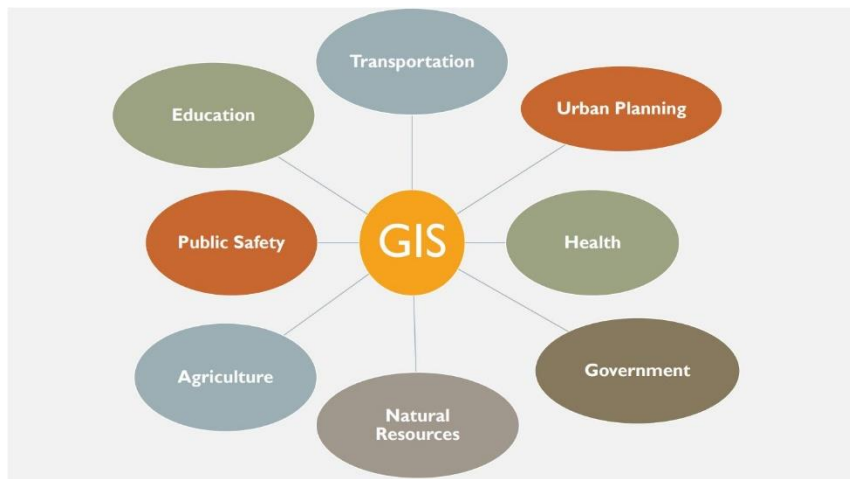 Transportation
Education
Urban Planning
Public Safety
GIS
Health
Agriculture
Government
Natural
Resources